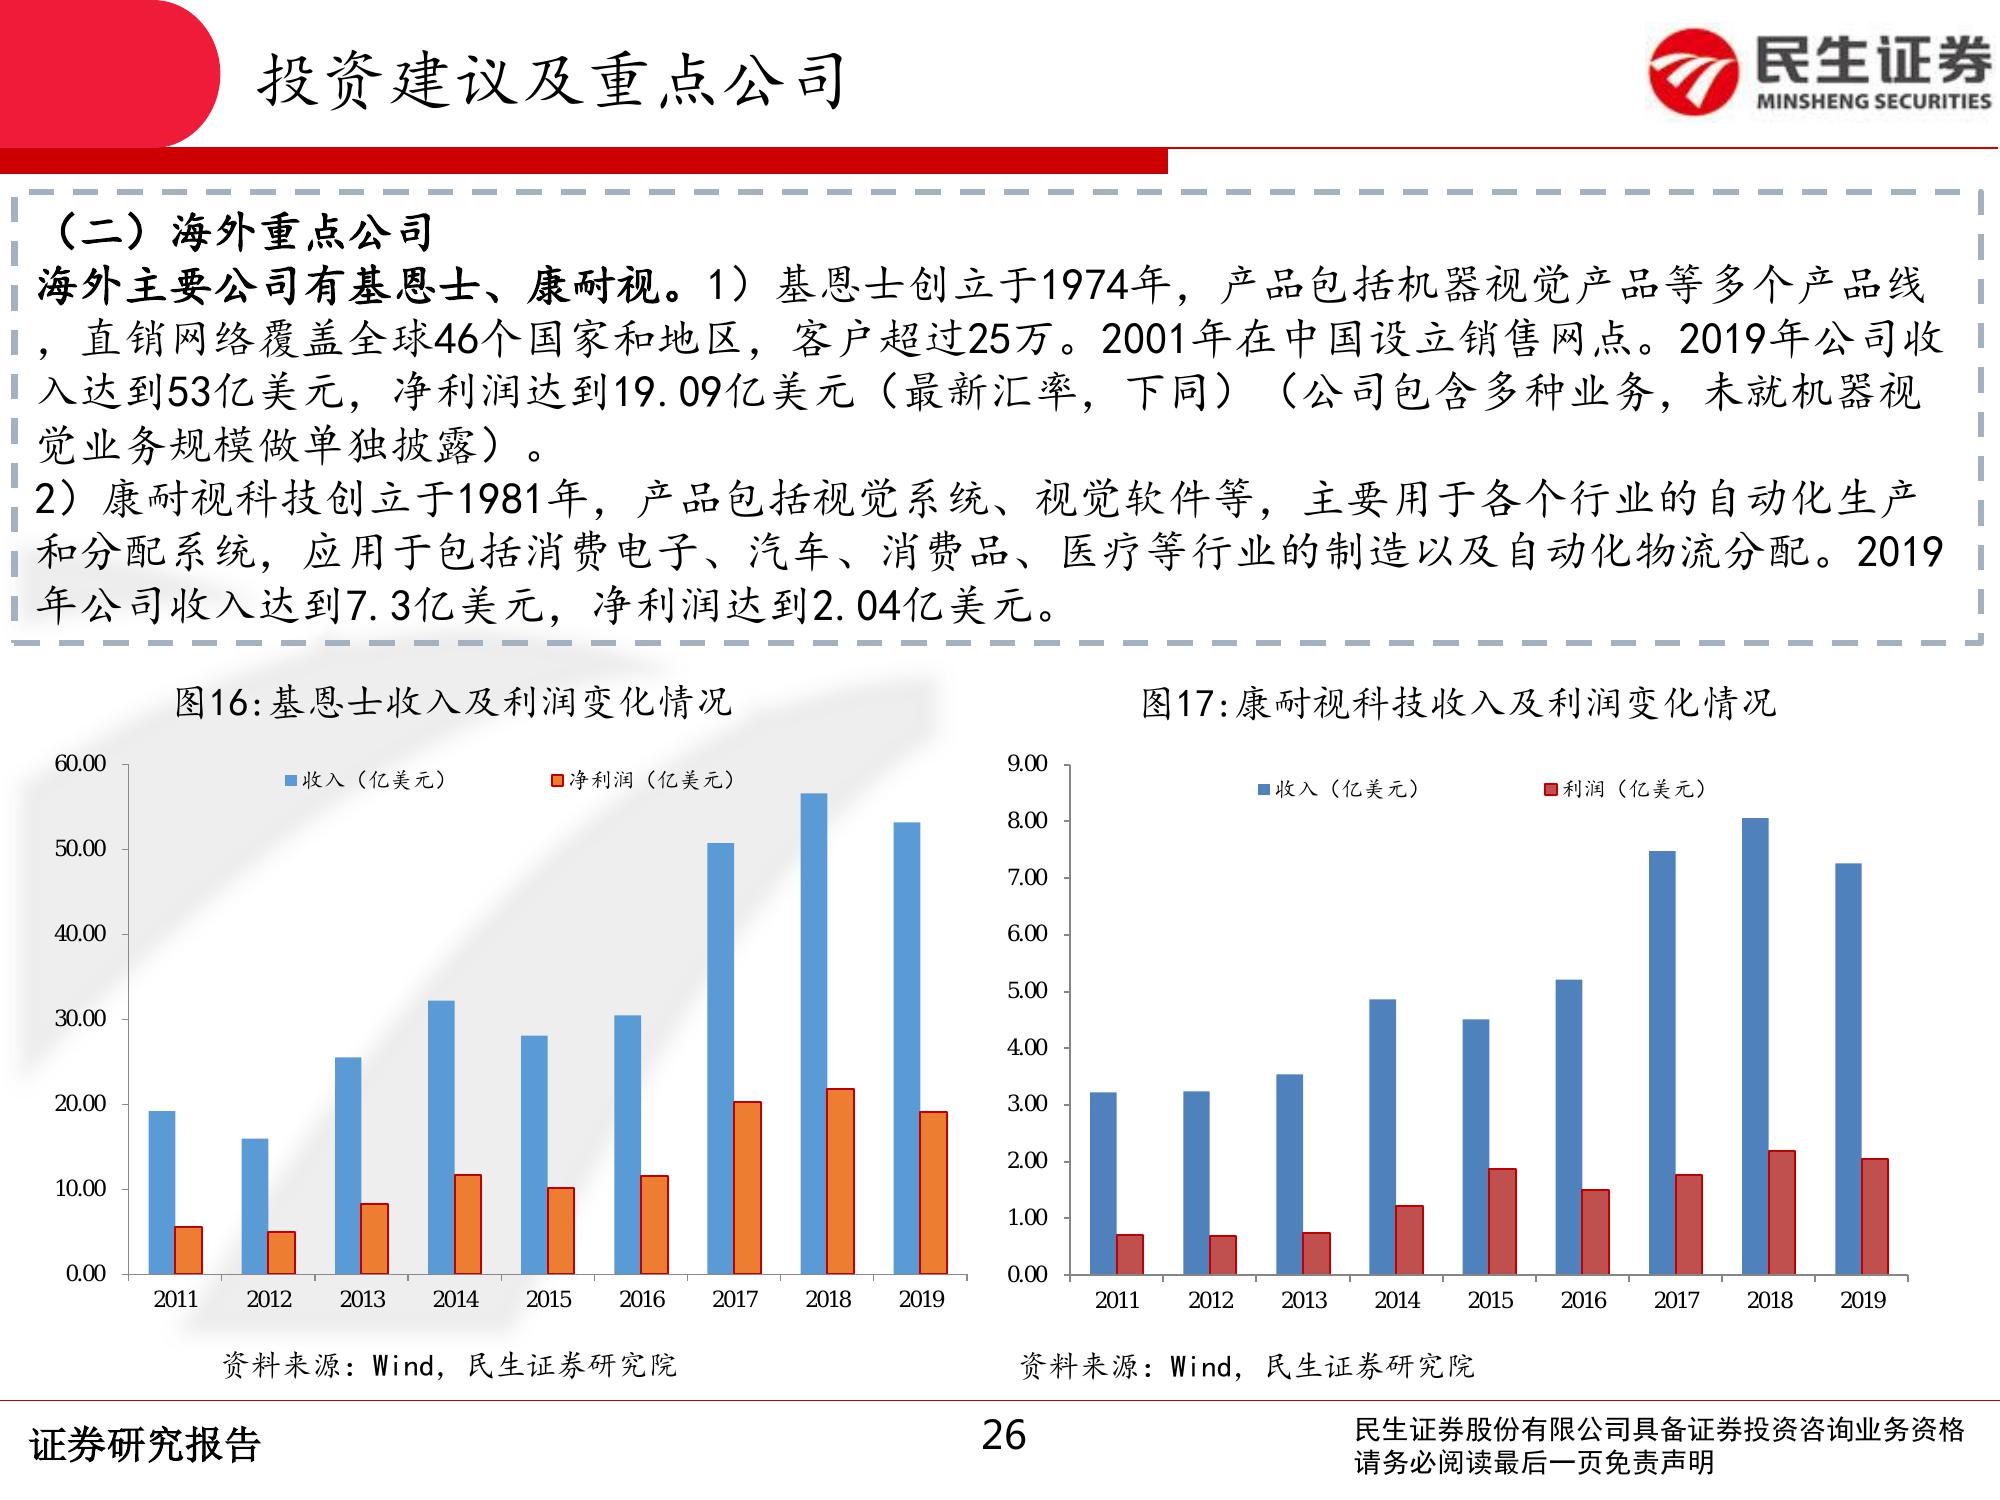 投资建议及重点公司
民生证券
MINSHENG SECURITIES
（二）海外重点公司
海外主要公司有基恩士、康耐视。1）基恩士创立于1974年，产品包括机器视觉产品等多个产品线
，直销网络覆盖全球46个国家和地区，客户超过25万。2001年在中国设立销售网点。2019年公司收
入达到53亿美元，净利润达到19.09亿美元（最新汇率，下同）（公司包含多种业务，未就机器视
觉业务规模做单独披露）。
2）康耐视科技创立于1981年，产品包括视觉系统、视觉软件等，主要用于各个行业的自动化生产
和分配系统，应用于包括消费电子、汽车、消费品、医疗等行业的制造以及自动化物流分配。2019
年公司收入达到7.3亿美元，净利润达到2.04亿美元。
图16:基恩士收入及利润变化情况
60.00
收入（亿美元） 净利润（亿美元）
50.00
40.00
30.00
20.00
10.00
0.00
2011 2012 2013 2014 2015 2016 2017 2018 2019
资料来源：Wind，民生证券研究院
图17:康耐视科技收入及利润变化情况
9.00
收入（亿美元） 利润（亿美元）
8.00
7.00
6.00
5.00
4.00
3.00
2.00
1.00
0.00
2011 2012 2013 2014 2015 2016 2017 2018 2019
资料来源：Wind，民生证券研究院
证券研究报告
26
民生证券股份有限公司具备证券投资咨询业务资格
请务必阅读最后一页免责声明